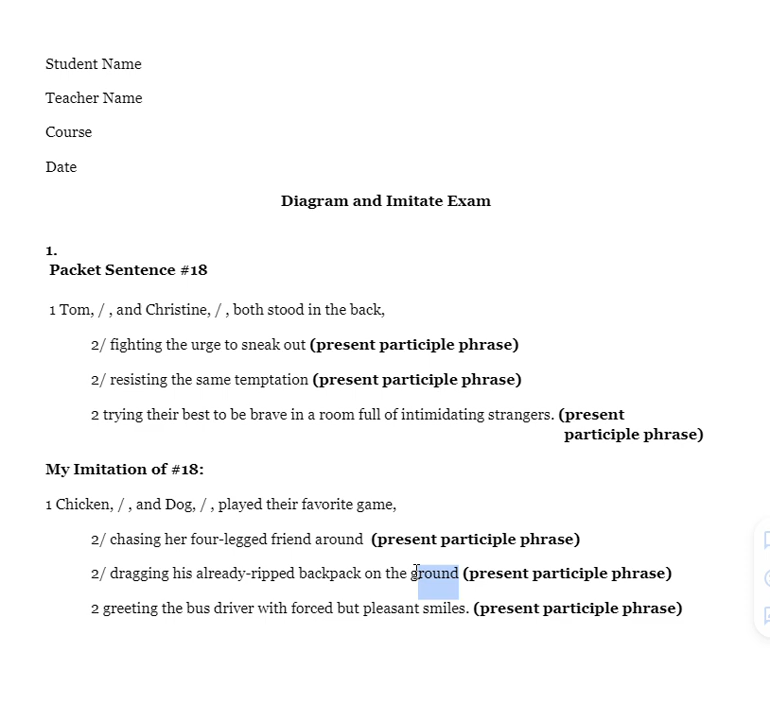 Student Name
Teacher Name
Course
Date
Diagram and Imitate Exam
1.
Packet Sentence #18
1 Tom, / , and Christine, / , both stood in the back,
2/ fighting the urge to sneak out (present participle phrase)
2/ resisting the same temptation (present participle phrase)
2 trying their best to be brave in a room full of intimidating strangers. (present
participle phrase)
My Imitation of #18:
1 Chicken, / , and Dog, / , played their favorite game,
2/ chasing her four-legged friend around (present participle phrase)
2/ dragging his already-ripped backpack on the ground (present participle phrase)
2 greeting the bus driver with forced but pleasant smiles. (present participle phrase)